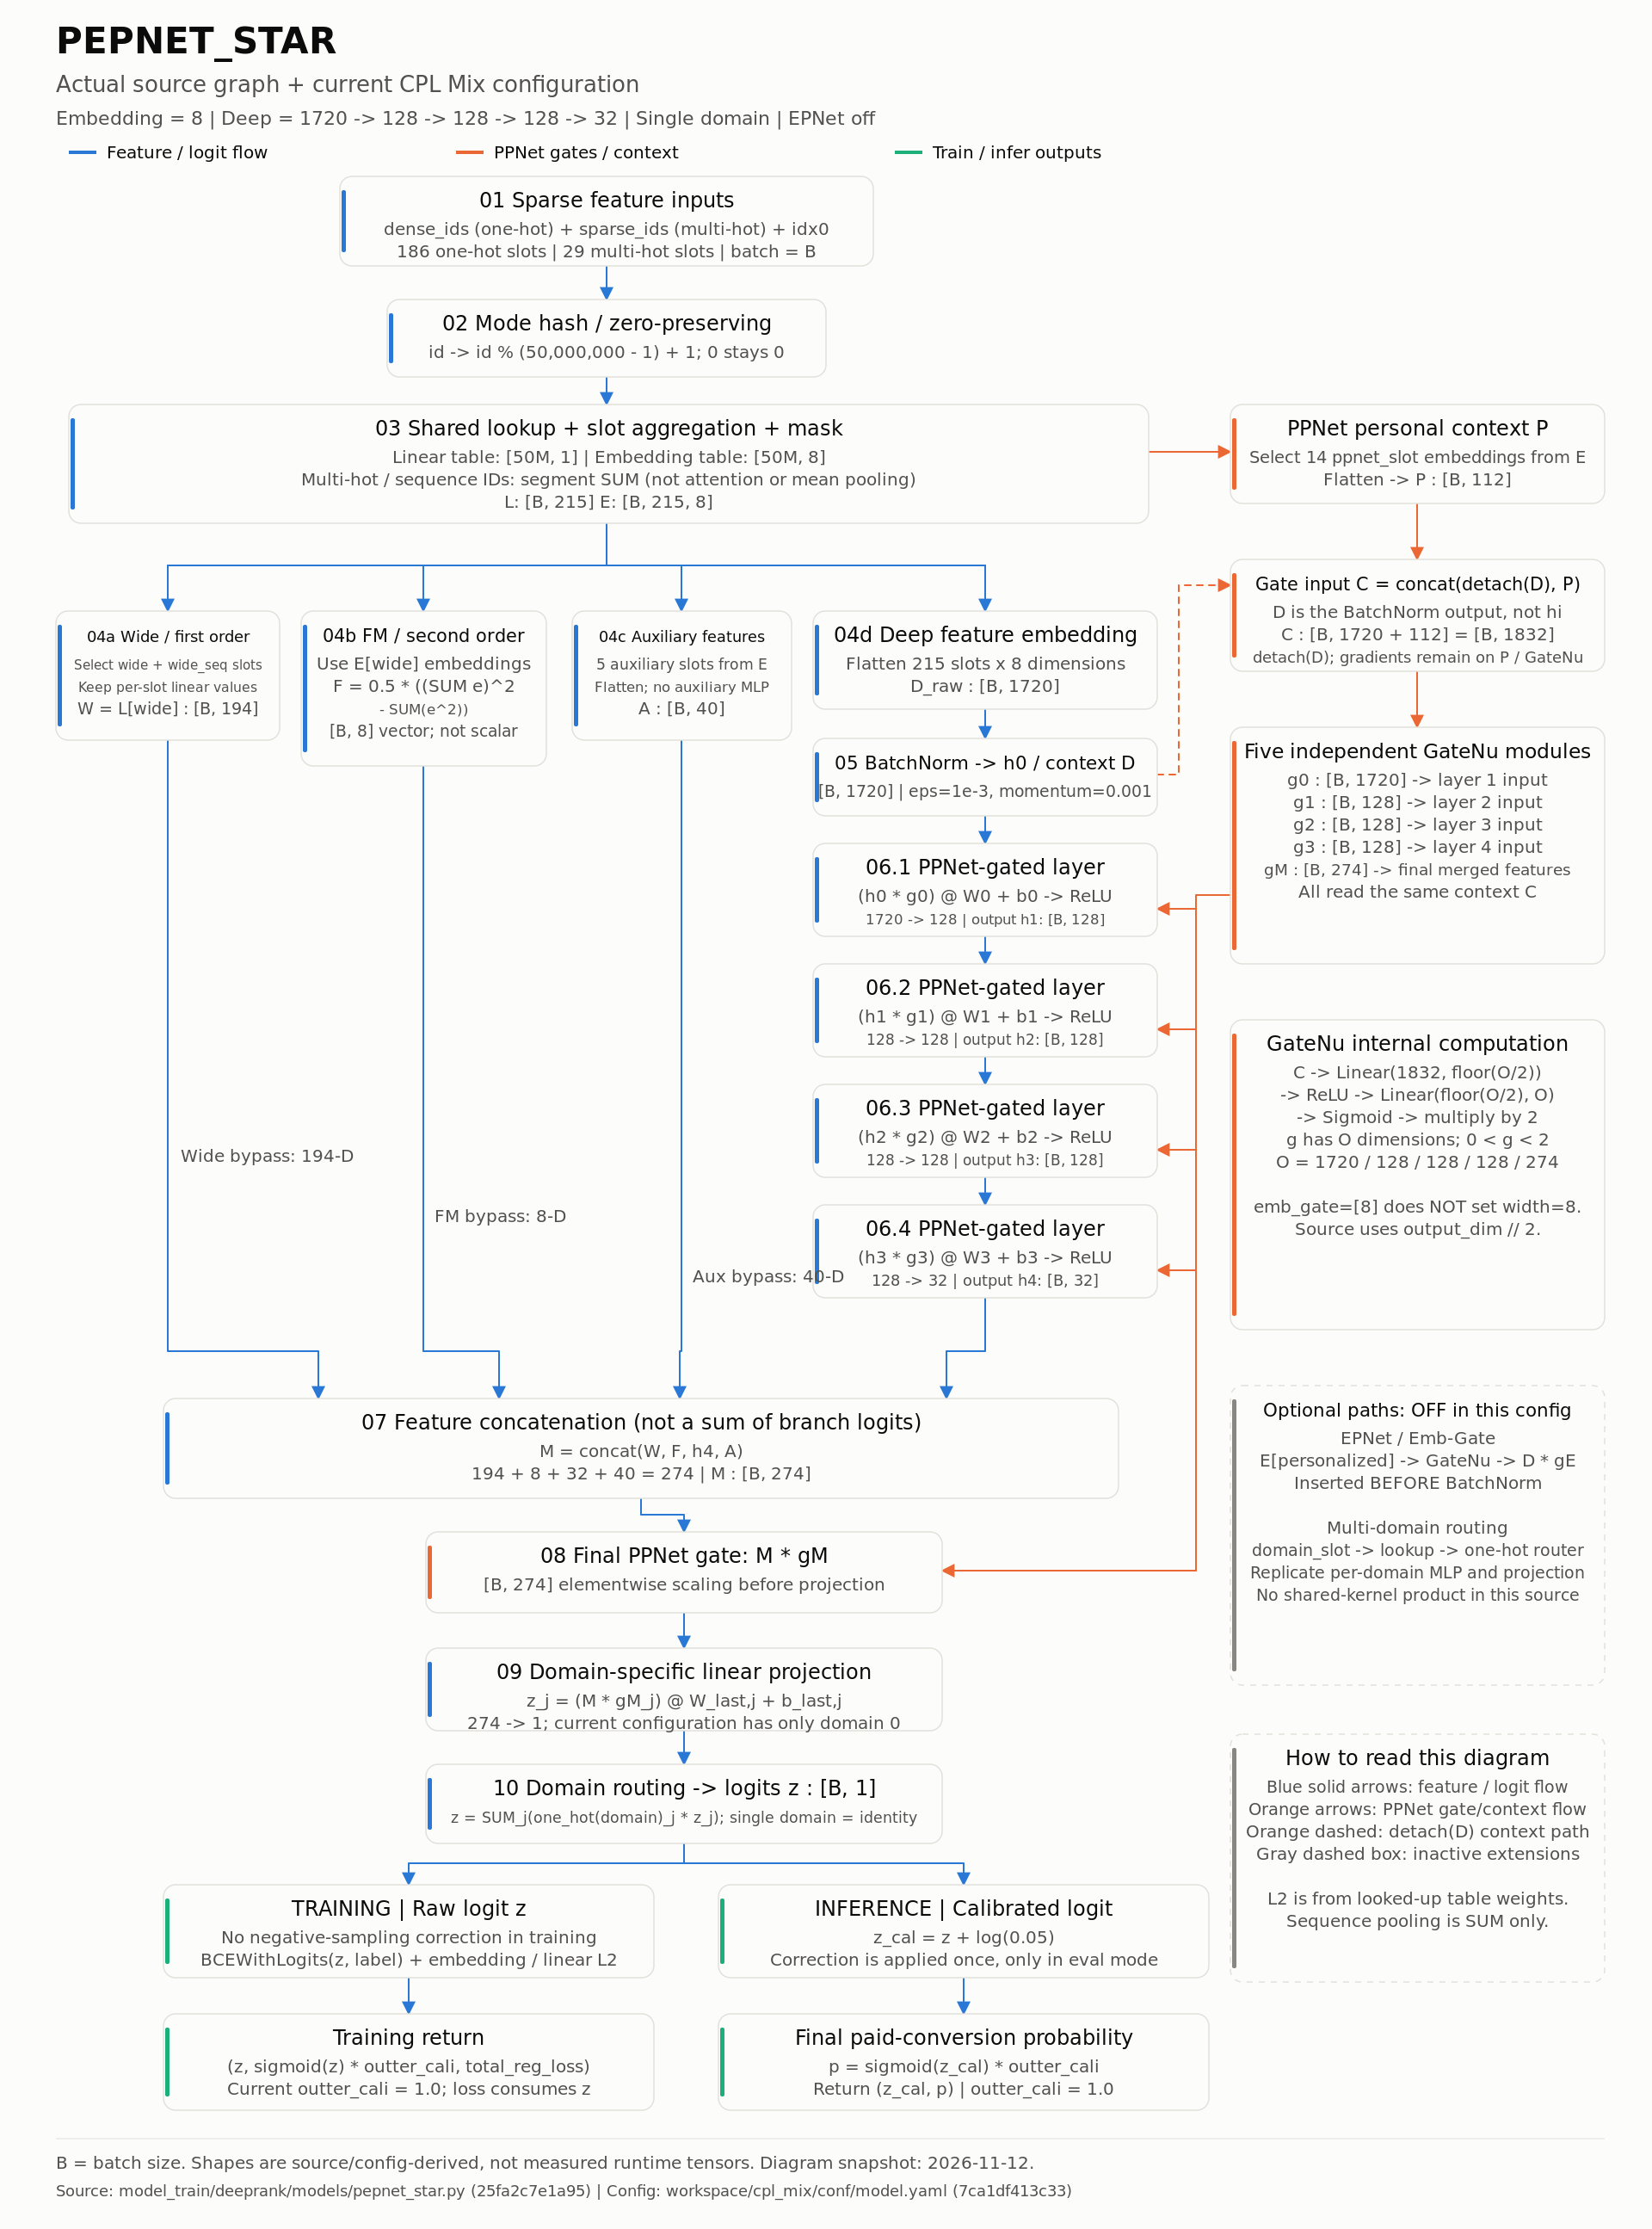 PEPNET_STAR
Actual source graph + current CPL Mix configuration
Embedding = 8 | Deep = 1720 -> 128 -> 128 -> 128 -> 32 | Single domain | EPNet off
Feature / logit flow
PPNet gates / context
Train / infer outputs
01 Sparse feature inputs
dense_ids (one-hot) + sparse_ids (multi-hot) + idx0
186 one-hot slots | 29 multi-hot slots | batch = B
02 Mode hash / zero-preserving
id -> id % (50,000,000 - 1) + 1; 0 stays 0
03 Shared lookup + slot aggregation + mask
Linear table: [50M, 1] | Embedding table: [50M, 8]
Multi-hot / sequence IDs: segment SUM (not attention or mean pooling)
L: [B, 215] E: [B, 215, 8]
PPNet personal context P
Select 14 ppnet_slot embeddings from E
Flatten -> P : [B, 112]
Gate input C = concat(detach(D), P)
D is the BatchNorm output, not hi
C : [B, 1720 + 112] = [B, 1832]
detach(D); gradients remain on P / GateNu
04a Wide / first order
Select wide + wide_seq slots
Keep per-slot linear values
W = L[wide] : [B, 194]
04b FM / second order
Use E[wide] embeddings
F = 0.5 * ((SUM e)^2
- SUM(e^2))
[B, 8] vector; not scalar
04c Auxiliary features
5 auxiliary slots from E
Flatten; no auxiliary MLP
A : [B, 40]
04d Deep feature embedding
Flatten 215 slots x 8 dimensions
D_raw : [B, 1720]
05 BatchNorm -> h0 / context D
[B, 1720] | eps=1e-3, momentum=0.001
Five independent GateNu modules
g0 : [B, 1720] -> layer 1 input
g1 : [B, 128] -> layer 2 input
g2 : [B, 128] -> layer 3 input
g3 : [B, 128] -> layer 4 input
gM : [B, 274] -> final merged features
All read the same context C
06.1 PPNet-gated layer
(h0 * g0) @ W0 + b0 -> ReLU
1720 -> 128 | output h1: [B, 128]
06.2 PPNet-gated layer
(h1 * g1) @ W1 + b1 -> ReLU
128 -> 128 | output h2: [B, 128]
06.3 PPNet-gated layer
(h2 * g2) @ W2 + b2 -> ReLU
128 -> 128 | output h3: [B, 128]
06.4 PPNet-gated layer
(h3 * g3) @ W3 + b3 -> ReLU
128 -> 32 | output h4: [B, 32]
GateNu internal computation
C -> Linear(1832, floor(O/2))
-> ReLU -> Linear(floor(O/2), O)
-> Sigmoid -> multiply by 2
g has O dimensions; 0 < g < 2
O = 1720 / 128 / 128 / 128 / 274
emb_gate=[8] does NOT set width=8.
Source uses output_dim // 2.
Wide bypass: 194-D
FM bypass: 8-D
Aux bypass: 40-D
07 Feature concatenation (not a sum of branch logits)
M = concat(W, F, h4, A)
194 + 8 + 32 + 40 = 274 | M : [B, 274]
Optional paths: OFF in this config
EPNet / Emb-Gate
E[personalized] -> GateNu -> D * gE
Inserted BEFORE BatchNorm
Multi-domain routing
domain_slot -> lookup -> one-hot router
Replicate per-domain MLP and projection
No shared-kernel product in this source
08 Final PPNet gate: M * gM
[B, 274] elementwise scaling before projection
09 Domain-specific linear projection
z_j = (M * gM_j) @ W_last,j + b_last,j
274 -> 1; current configuration has only domain 0
10 Domain routing -> logits z : [B, 1]
z = SUM_j(one_hot(domain)_j * z_j); single domain = identity
How to read this diagram
Blue solid arrows: feature / logit flow
Orange arrows: PPNet gate/context flow
Orange dashed: detach(D) context path
Gray dashed box: inactive extensions
L2 is from looked-up table weights.
Sequence pooling is SUM only.
TRAINING | Raw logit z
No negative-sampling correction in training
BCEWithLogits(z, label) + embedding / linear L2
INFERENCE | Calibrated logit
z_cal = z + log(0.05)
Correction is applied once, only in eval mode
Training return
(z, sigmoid(z) * outter_cali, total_reg_loss)
Current outter_cali = 1.0; loss consumes z
Final paid-conversion probability
p = sigmoid(z_cal) * outter_cali
Return (z_cal, p) | outter_cali = 1.0
B = batch size. Shapes are source/config-derived, not measured runtime tensors. Diagram snapshot: 2026-11-12.
Source: model_train/deeprank/models/pepnet_star.py (25fa2c7e1a95) | Config: workspace/cpl_mix/conf/model.yaml (7ca1df413c33)